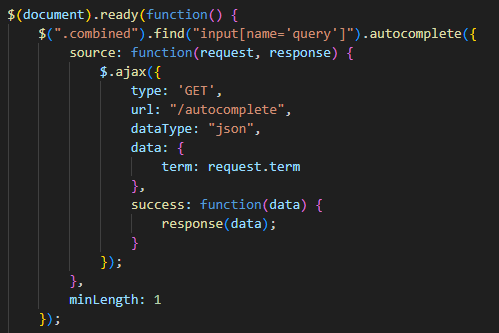 $(document).ready(function() {
    $(".combined").find("input[name='query']").autocomplete({
        source: function(request, response) {
            $.ajax({
                type: 'GET',
                url: "/autocomplete",
                dataType: "json",
                data: {
                    term: request.term
                },
                success: function(data) {
                    response(data);
                }
            });
        },
        minLength: 1
    });